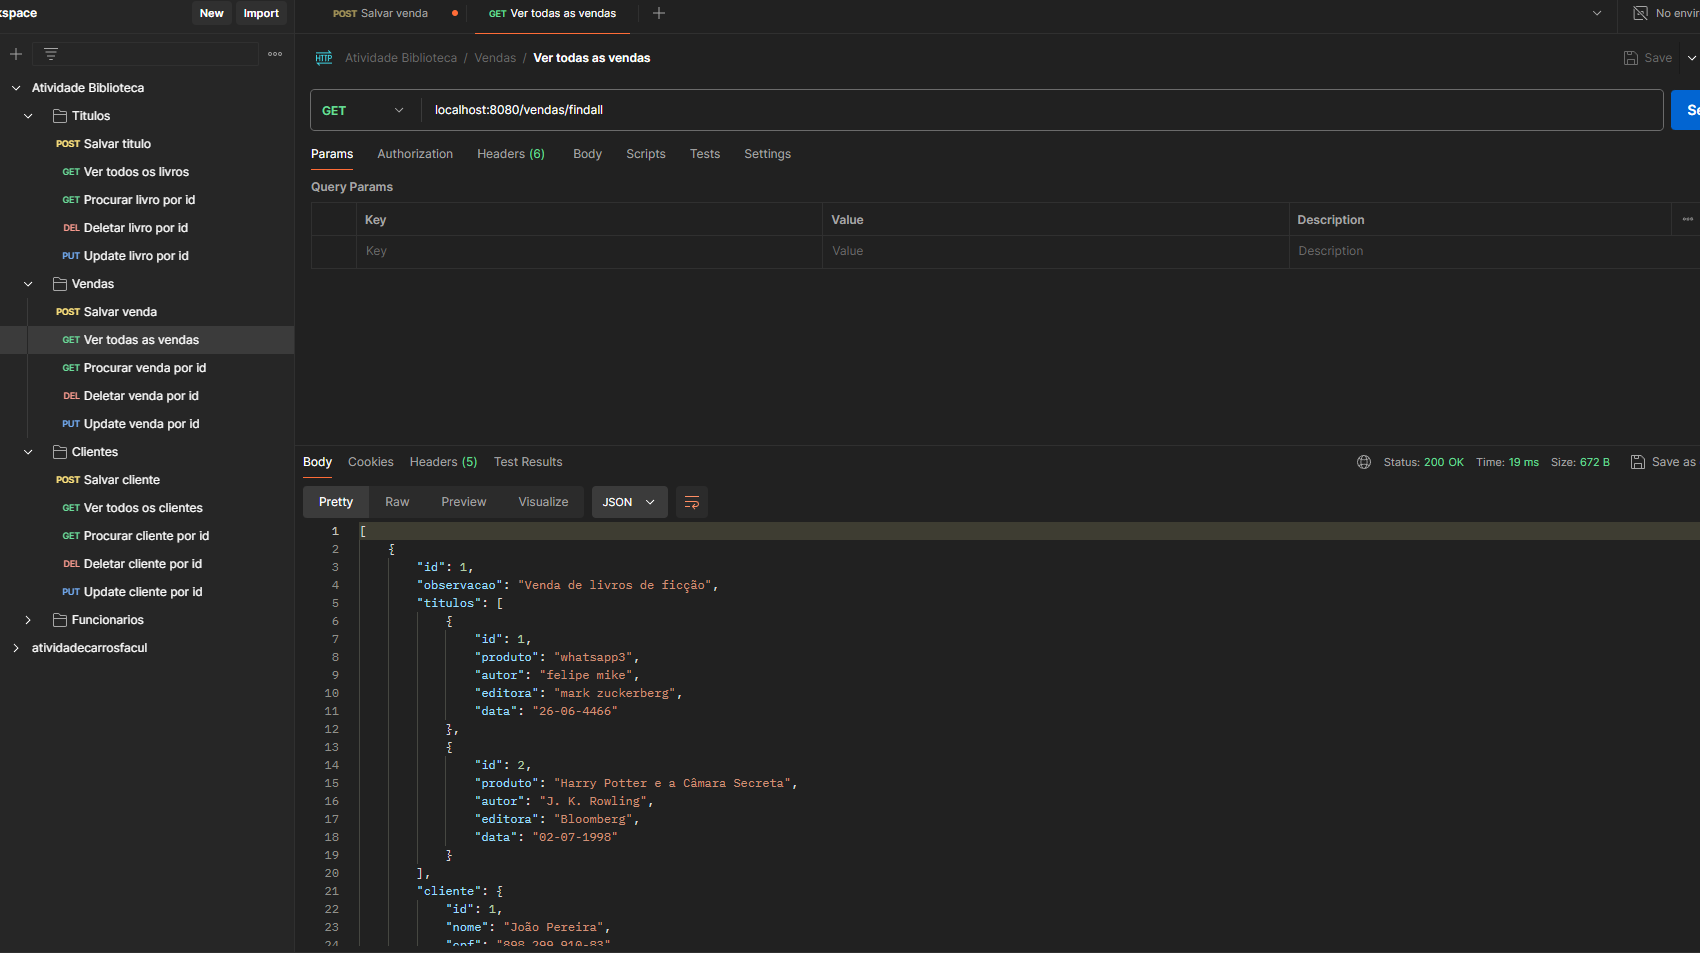 kspace New Import POST Salvar venda GET Ver todas as vendas No envir
Atividade Biblioteca / Vendas / Ver todas as vendas Save
Atividade Biblioteca
Titulos
POST Salvar titulo
GET Ver todos os livros
GET Procurar livro por id
DEL Deletar livro por id
PUT Update livro por id
Vendas
POST Salvar venda
GET Ver todas as vendas
GET Procurar venda por id
DEL Deletar venda por id
PUT Update venda por id
Clientes
POST Salvar cliente
GET Ver todos os clientes
GET Procurar cliente por id
DEL Deletar cliente por id
PUT Update cliente por id
Funcionarios
atividadecarrosfacul
GET localhost:8080/vendas/findall Se
Params Authorization Headers (6) Body Scripts Tests Settings
Query Params
Key Value Description
Key Value Description
Body Cookies Headers (5) Test Results Status: 200 OK Time: 19 ms Size: 672 B Save as
Pretty Raw Preview Visualize JSON
1 [
2 {
3 "id": 1,
4 "observacao": "Venda de livros de ficção",
5 "titulos": [
6 {
7 "id": 1,
8 "produto": "whatsapp3",
9 "autor": "felipe mike",
10 "editora": "mark zuckerberg",
11 "data": "26-06-4466"
12 },
13 {
14 "id": 2,
15 "produto": "Harry Potter e a Câmara Secreta",
16 "autor": "J. K. Rowling",
17 "editora": "Bloomberg",
18 "data": "02-07-1998"
19 }
20 ],
21 "cliente": {
22 "id": 1,
23 "nome": "João Pereira",
24 "cpf": "898.299.910-83"